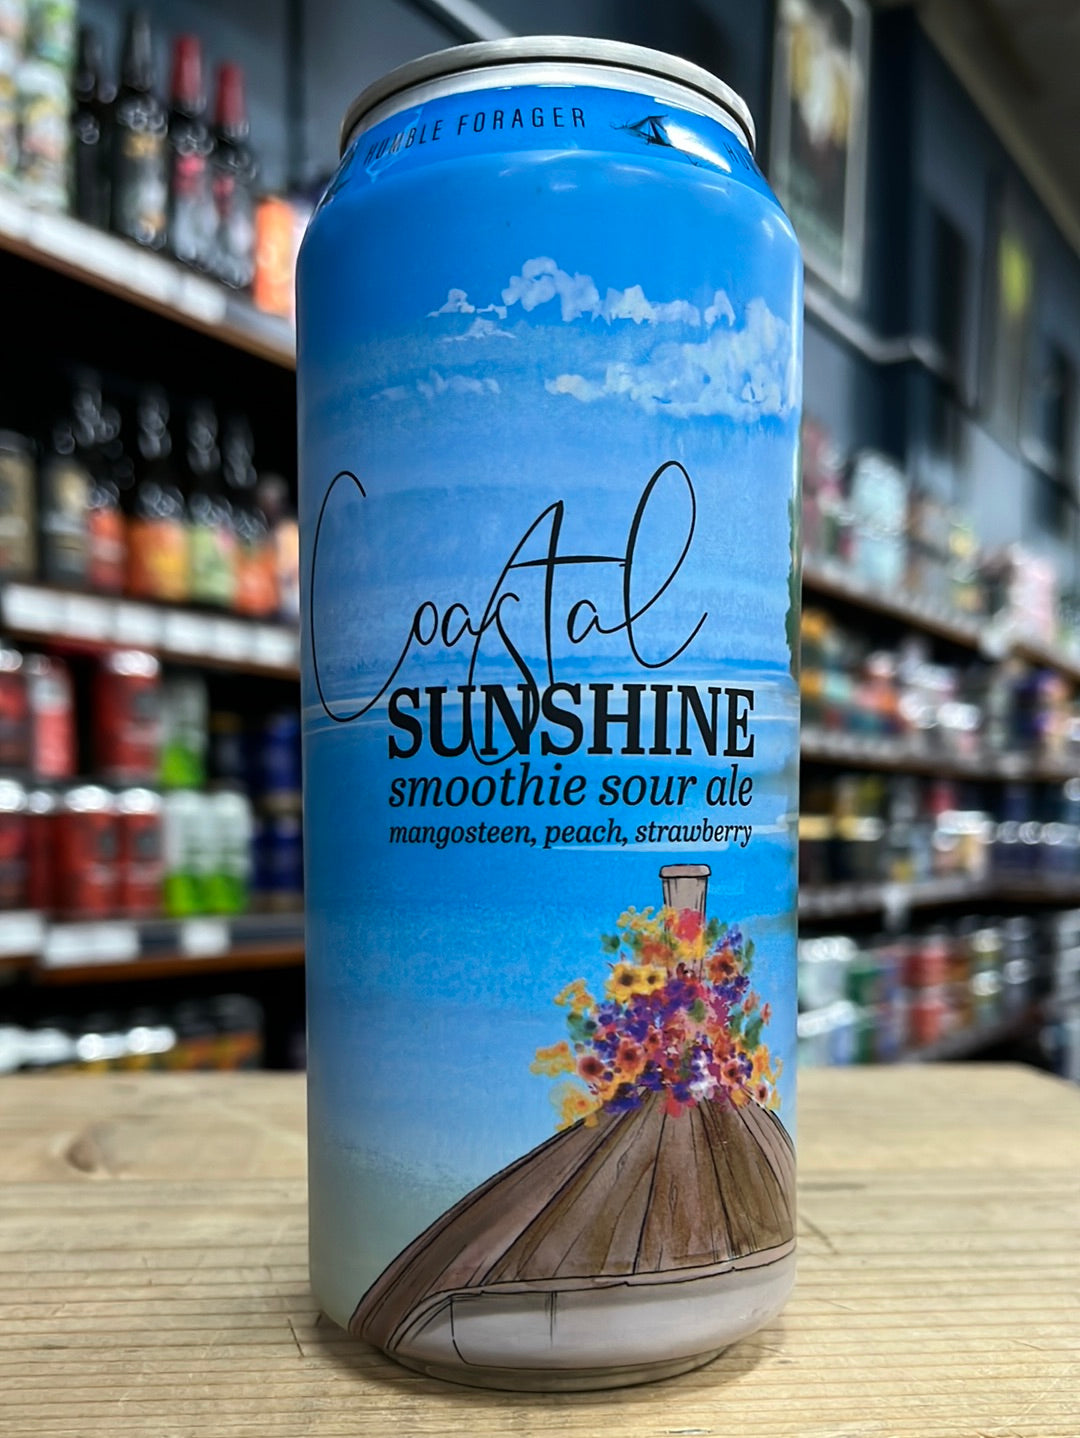 HUMBLE FORAGER
Coastal
SUNSHINE
smoothie sour ale
mangosteen, peach, strawberry